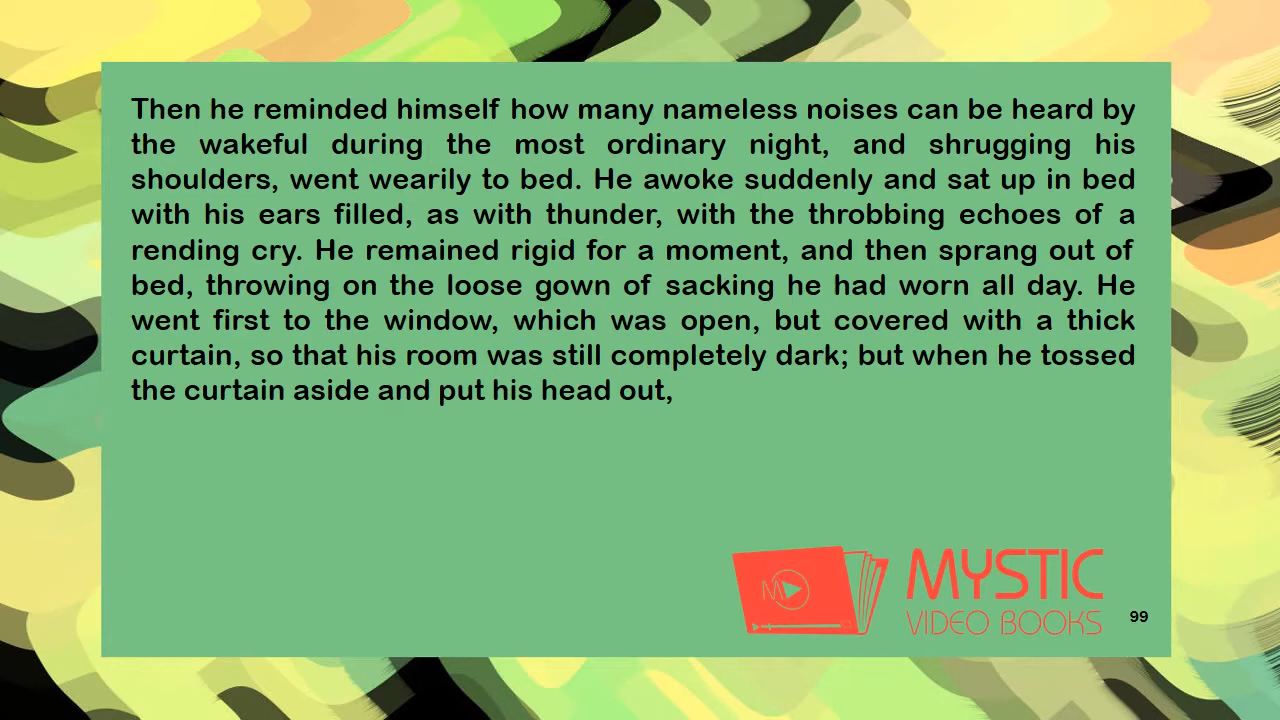 Then he reminded himself how many nameless noises can be heard by
the wakeful during the most ordinary night, and shrugging his
shoulders, went wearily to bed. He awoke suddenly and sat up in bed
with his ears filled, as with thunder, with the throbbing echoes of a
rending cry. He remained rigid for a moment, and then sprang out of
bed, throwing on the loose gown of sacking he had worn all day. He
went first to the window, which was open, but covered with a thick
curtain, so that his room was still completely dark; but when he tossed
the curtain aside and put his head out,
M
MYSTIC
VIDEO BOOKS
99